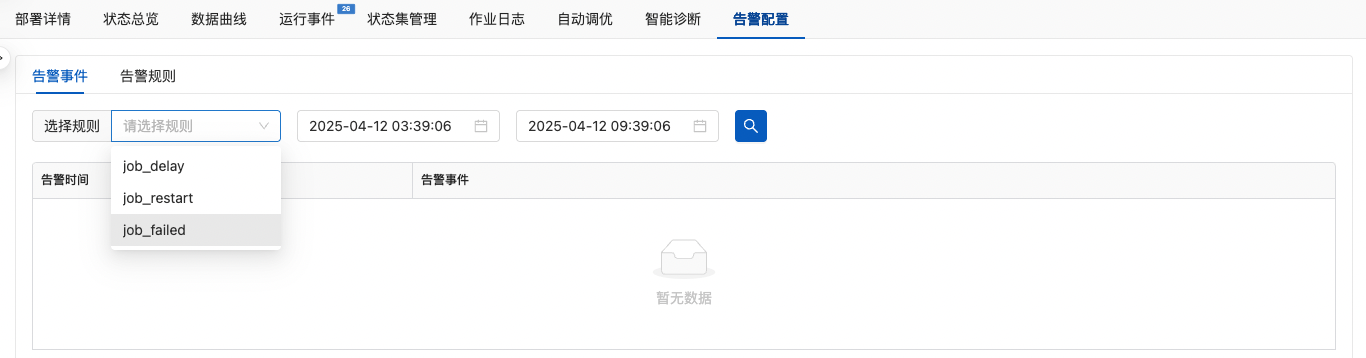 部署详情 状态总览 数据曲线 运行事件 26 状态集管理 作业日志 自动调优 智能诊断 告警配置
告警事件 告警规则
选择规则 请选择规则 2025-04-12 03:39:06 2025-04-12 09:39:06
job_delay
告警时间 告警事件
job_restart
job_failed
暂无数据